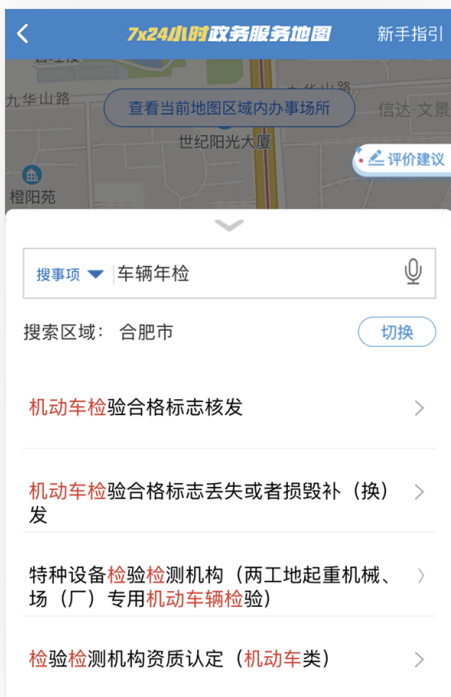 7x24小时政务服务地图
新手指引
九华山路
九华山路
查看当前地图区域内办事场所
信达·文景
世纪阳光大厦
评价建议
橙阳苑
搜事项
车辆年检
搜索区域：合肥市
切换
机动车检验合格标志核发
机动车检验合格标志丢失或者损毁补（换）
发
特种设备检验检测机构（两工地起重机械、
场（厂）专用机动车辆检验）
检验检测机构资质认定（机动车类）